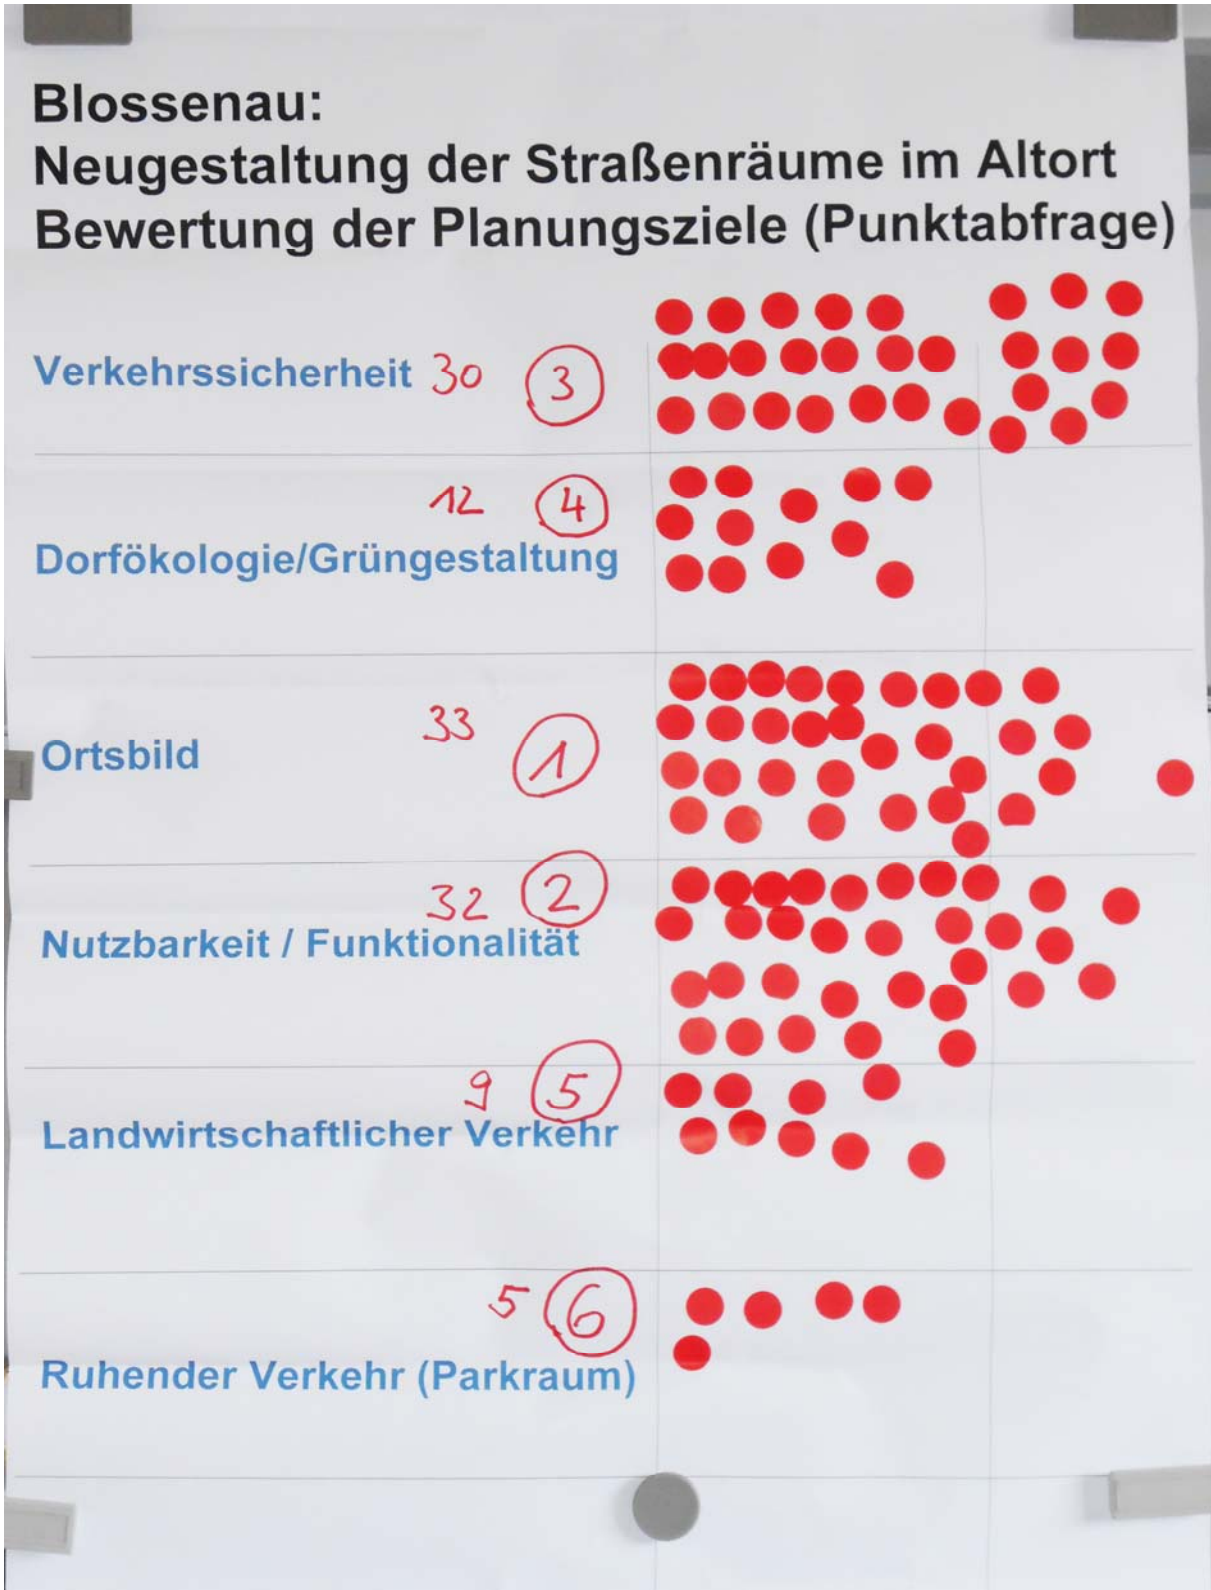 Blossenau:
Neugestaltung der Straßenräume im Altort
Bewertung der Planungsziele (Punktabfrage)
Verkehrssicherheit 30 3
12 4
Dorfökologie/Grüngestaltung
33 1
Ortsbild
32 2
Nutzbarkeit / Funktionalität
9 5
Landwirtschaftlicher Verkehr
5 6
Ruhender Verkehr (Parkraum)